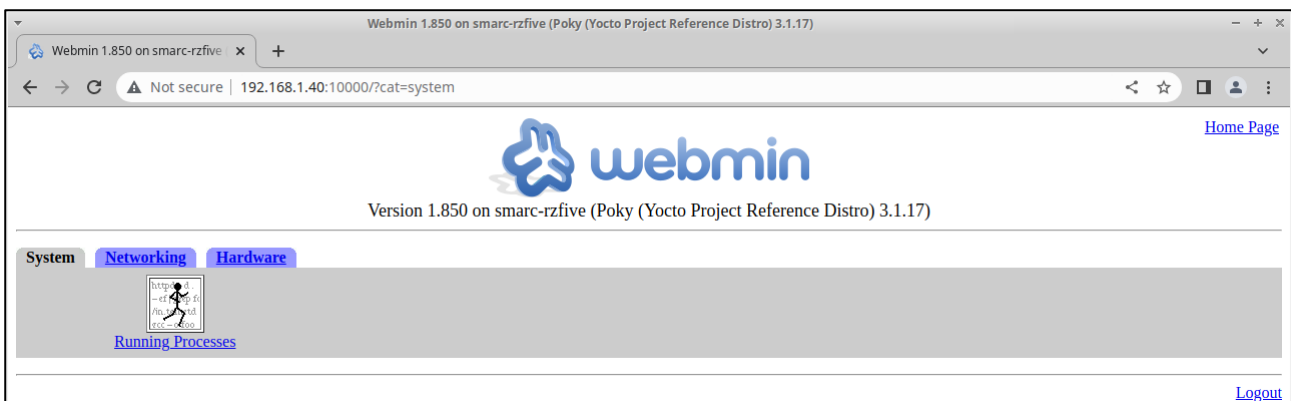 Webmin 1.850 on smarc-rzfive (Poky (Yocto Project Reference Distro) 3.1.17)
Webmin 1.850 on smarc-rzfive
Not secure 192.168.1.40:10000/?cat=system
Home Page
webmin
Version 1.850 on smarc-rzfive (Poky (Yocto Project Reference Distro) 3.1.17)
System Networking Hardware
Running Processes
Logout